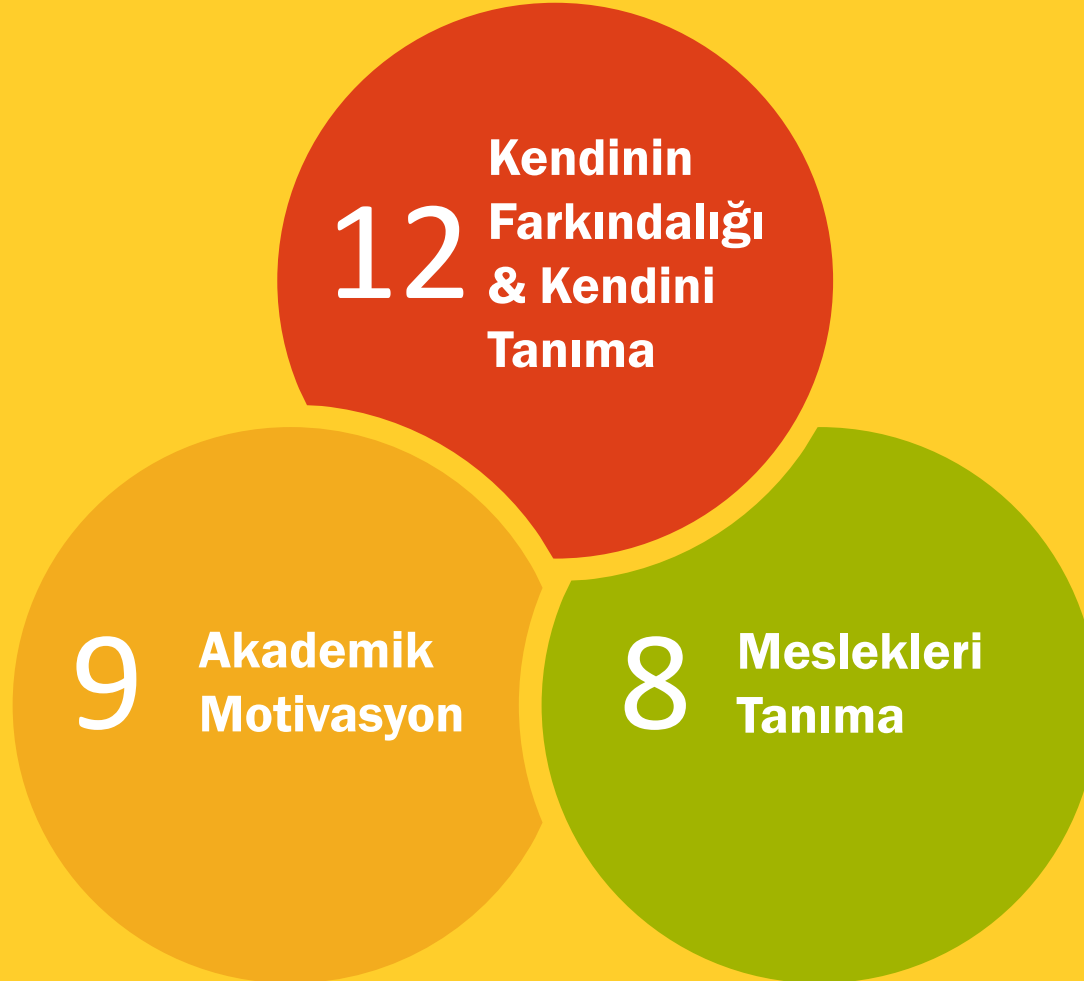 12
Kendinin
Farkındalığı
& Kendini
Tanıma
9
Akademik
Motivasyon
8
Meslekleri
Tanıma